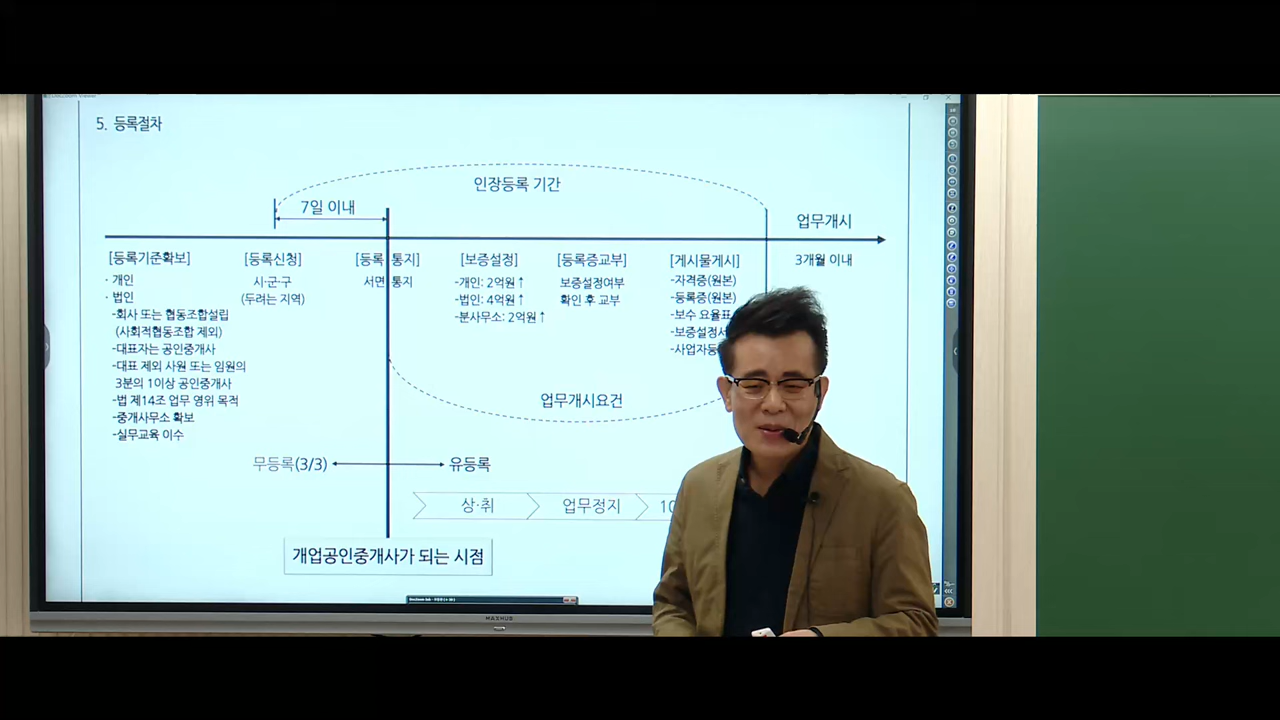 5. 등록절차
인장등록 기간
7일 이내
업무개시
[등록기준확보]
[등록신청]
[등록 통지]
[보증설정]
[등록증교부]
[게시물게시]
3개월 이내
· 개인
시·군·구
서면 통지
-개인: 2억원↑
보증설정여부
-자격증(원본)
· 법인
(두려는 지역)
-법인: 4억원↑
확인 후 교부
-등록증(원본)
-회사 또는 협동조합설립
-분사무소: 2억원↑
-보수 요율표
(사회적협동조합 제외)
-보증설정
-대표자는 공인중개사
-대표 제외 사원 또는 임원의
3분의 1이상 공인중개사
-법 제14조 업무 영위 목적
업무개시요건
-중개사무소 확보
-실무교육 이수
무등록(3/3)
유등록
상·취
업무정지
10
개업공인중개사가 되는 시점
MAXHUB